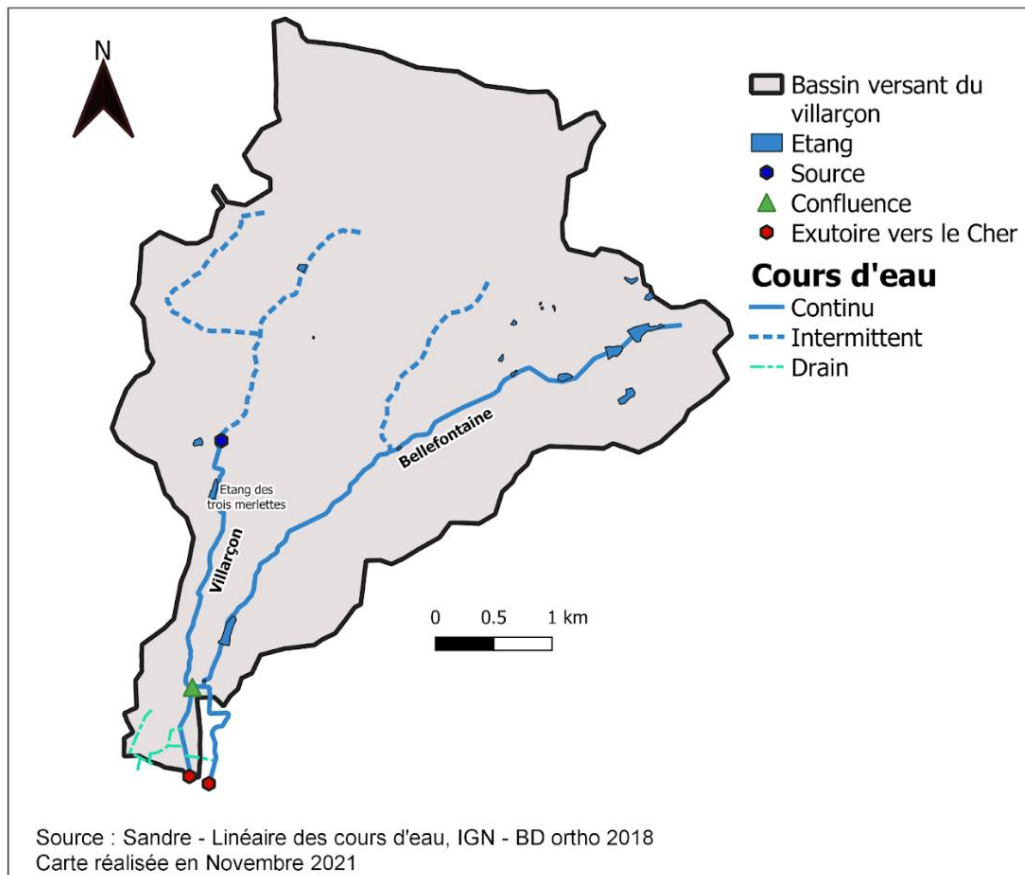 N
Bassin versant du
villarçon
Etang
Source
Confluence
Exutoire vers le Cher
Cours d'eau
Continu
Intermittent
Drain
Bellefontaine
Etang des
trois merlettes
Villarçon
0 0.5 1 km
Source : Sandre - Linéaire des cours d'eau, IGN - BD ortho 2018
Carte réalisée en Novembre 2021